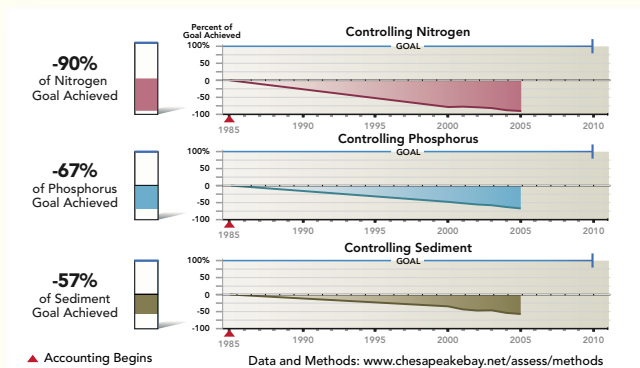 Percent of
Goal Achieved
Controlling Nitrogen
-90%
of Nitrogen
Goal Achieved
100%
GOAL
50
0
-50
-100
1985
1990
1995
2000
2005
2010
Controlling Phosphorus
-67%
of Phosphorus
Goal Achieved
100%
GOAL
50
0
-50
-100
1985
1990
1995
2000
2005
2010
Controlling Sediment
-57%
of Sediment
Goal Achieved
100%
GOAL
50
0
-50
-100
1985
1990
1995
2000
2005
2010
Accounting Begins
Data and Methods: www.chesapeakebay.net/assess/methods